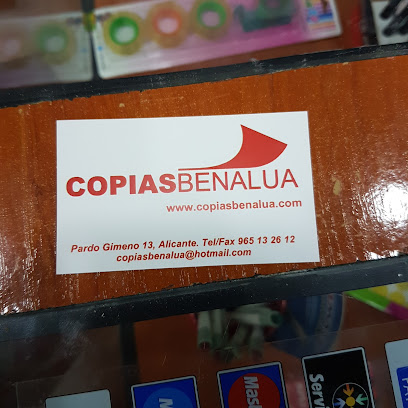 COPIASBENALUA
www.copiasbenalua.com
Pardo Gimeno 13, Alicante. Tel/Fax 965 13 26 12
copiasbenalua@hotmail.com